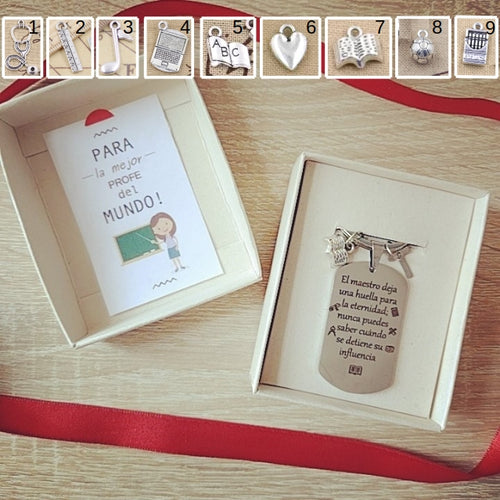 1 2 3 4 5 6 7 8 9
F
A B C
PARA
la mejor
PROFE
del
MUNDO!
El maestro deja
una huella para
la eternidad;
nunca puedes
saber cuándo
se detiene su
influencia